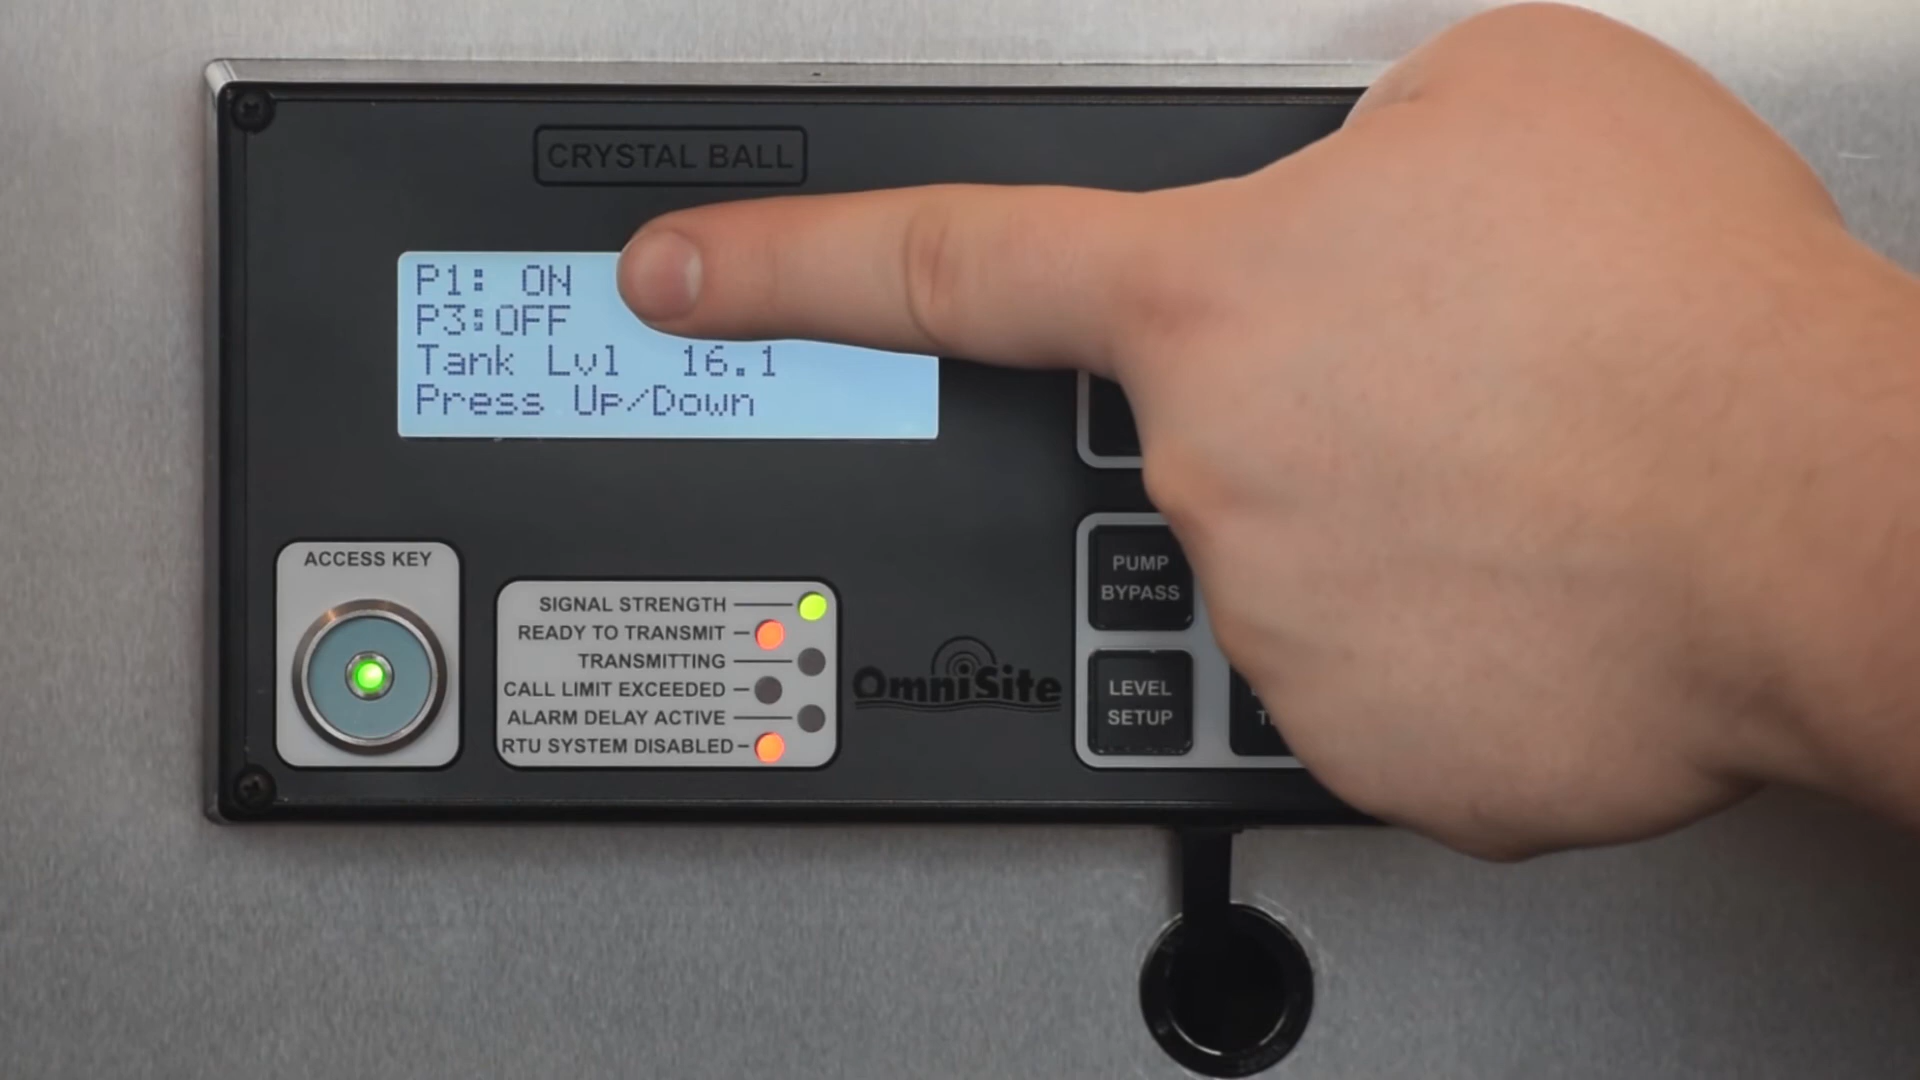 CRYSTAL BALL
P1: ON
P3:OFF
Tank Lvl 16.1
Press Up/Down
ACCESS KEY
SIGNAL STRENGTH
READY TO TRANSMIT
TRANSMITTING
CALL LIMIT EXCEEDED
ALARM DELAY ACTIVE
RTU SYSTEM DISABLED
OmniSite
PUMP
BYPASS
LEVEL
SETUP